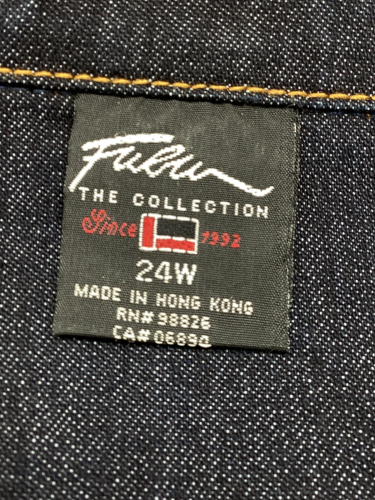 Fubu
THE COLLECTION
Since 1992
24W
MADE IN HONG KONG
RN# 98826
CA# 06890